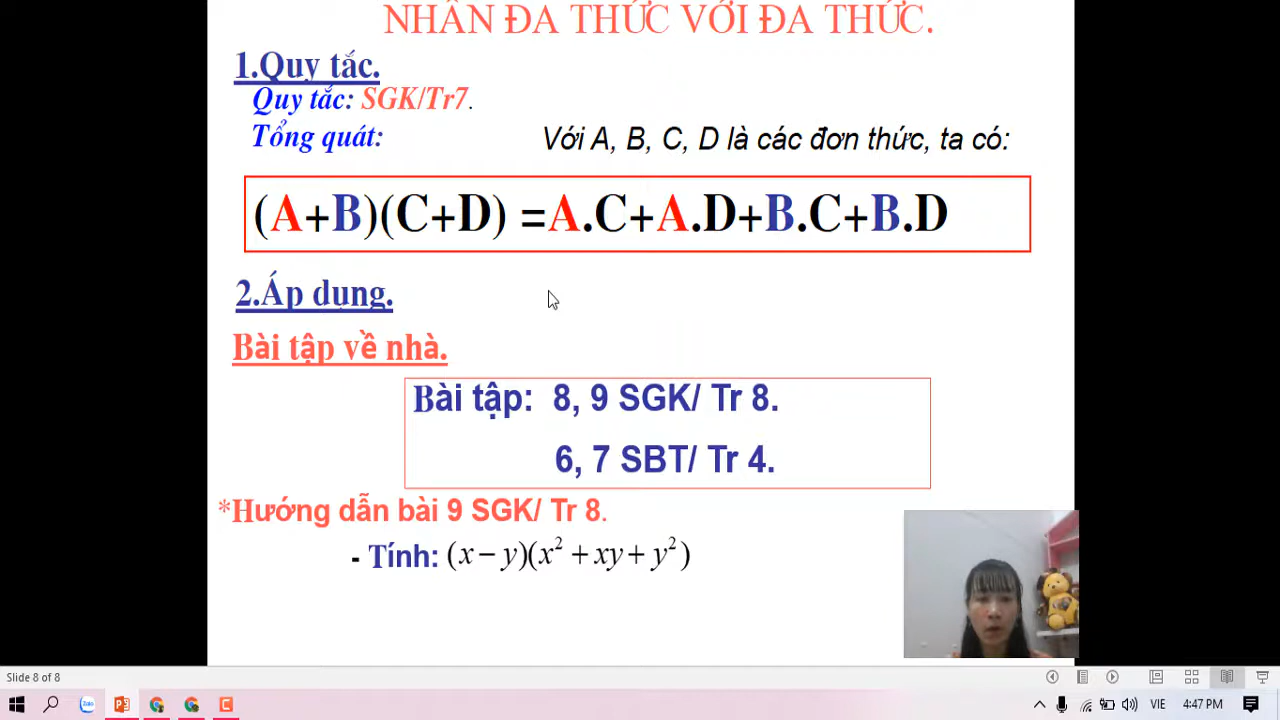 NHÂN ĐA THỨC VỚI ĐA THỨC.
1.Quy tắc.
Quy tắc: SGK/Tr7.
Tổng quát:
Với A, B, C, D là các đơn thức, ta có:
(A+B)(C+D) =A.C+A.D+B.C+B.D
2.Áp dụng.
Bài tập về nhà.
Bài tập: 8, 9 SGK/ Tr 8.
6, 7 SBT/ Tr 4.
*Hướng dẫn bài 9 SGK/ Tr 8.
- Tính: (x − y)(x² + xy + y²)
Slide 8 of 8
Zalo
VIE
4:47 PM